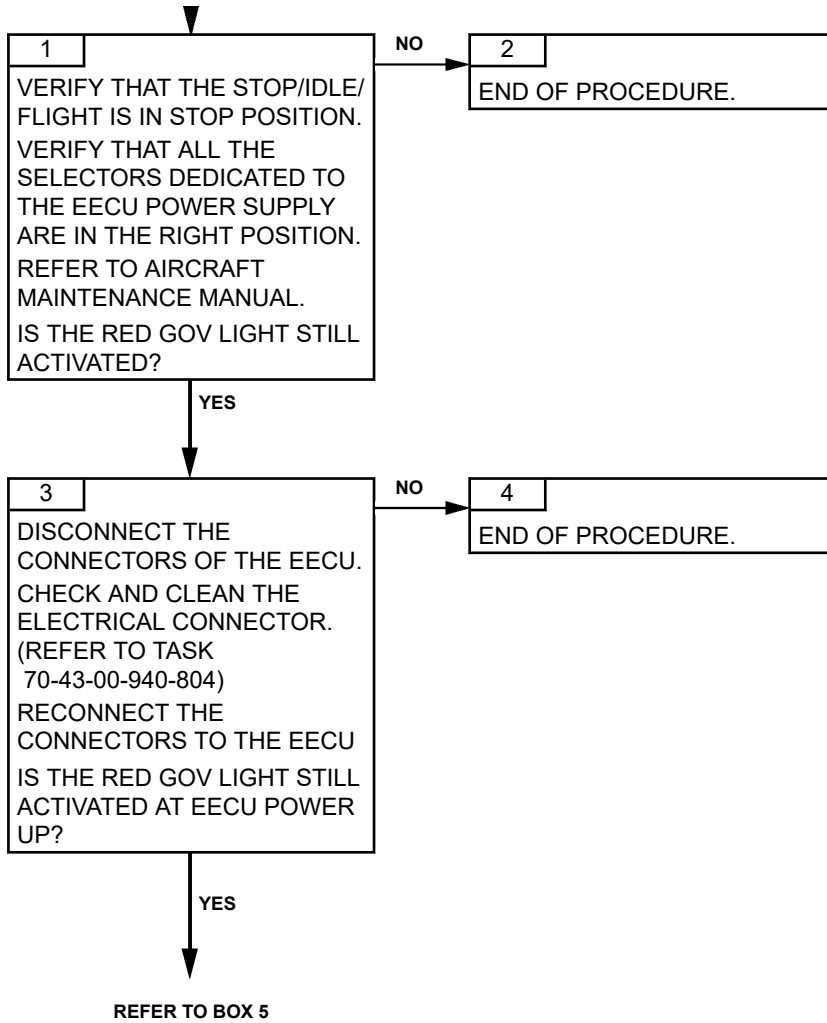 1
VERIFY THAT THE STOP/IDLE/
FLIGHT IS IN STOP POSITION.
VERIFY THAT ALL THE
SELECTORS DEDICATED TO
THE EECU POWER SUPPLY
ARE IN THE RIGHT POSITION.
REFER TO AIRCRAFT
MAINTENANCE MANUAL.
IS THE RED GOV LIGHT STILL
ACTIVATED?
NO
2
END OF PROCEDURE.
YES
3
DISCONNECT THE
CONNECTORS OF THE EECU.
CHECK AND CLEAN THE
ELECTRICAL CONNECTOR.
(REFER TO TASK
70-43-00-940-804)
RECONNECT THE
CONNECTORS TO THE EECU
IS THE RED GOV LIGHT STILL
ACTIVATED AT EECU POWER
UP?
NO
4
END OF PROCEDURE.
YES
REFER TO BOX 5